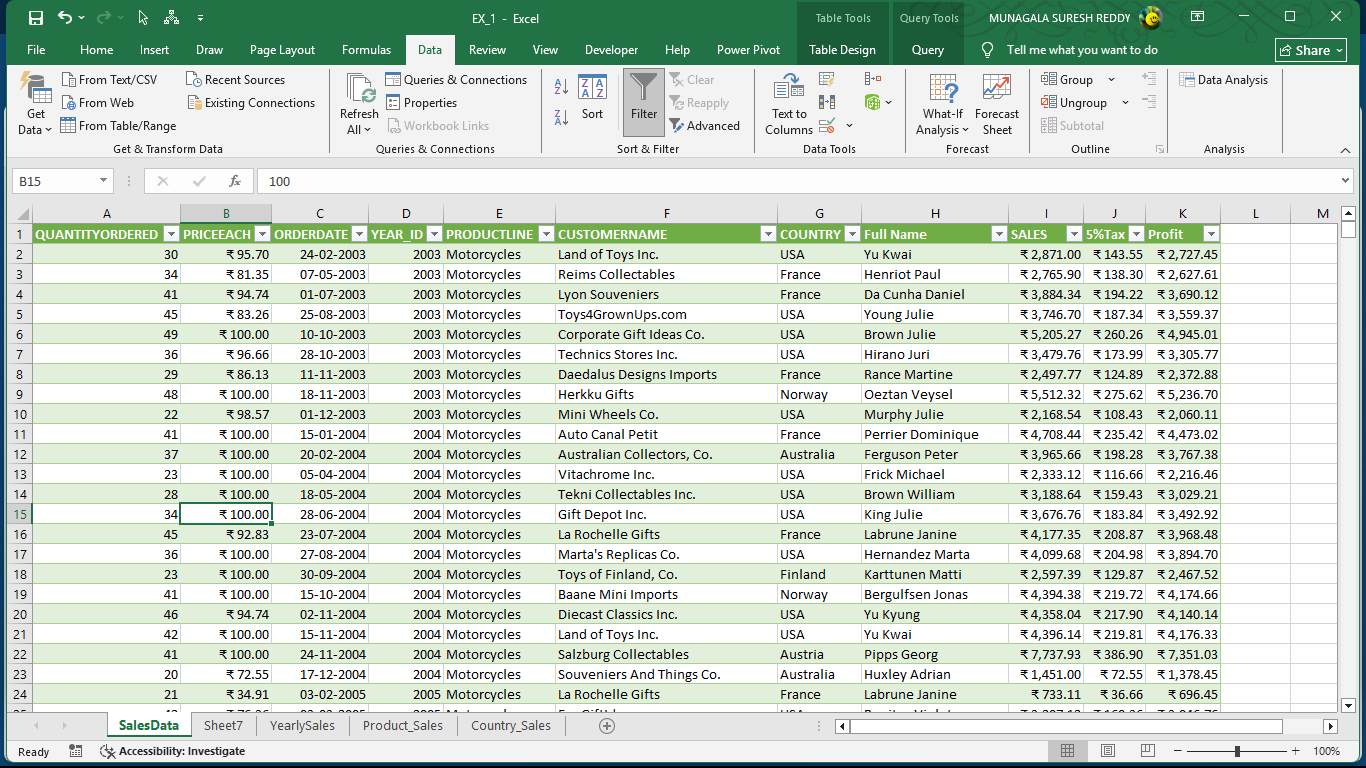 EX_1 - Excel
Table Tools
Query Tools
MUNAGALA SURESH REDDY
File Home Insert Draw Page Layout Formulas Data Review View Developer Help Power Pivot Table Design Query Tell me what you want to do Share
Get Data
From Text/CSV
From Web
From Table/Range
Recent Sources
Existing Connections
Get & Transform Data
Refresh All
Queries & Connections
Properties
Workbook Links
Queries & Connections
Sort
Filter
Clear
Reapply
Advanced
Sort & Filter
Text to Columns
Data Tools
What-If Analysis
Forecast Sheet
Forecast
Group
Ungroup
Subtotal
Outline
Data Analysis
Analysis
B15 fx 100
A B C D E F G H I J K L M
1 QUANTITYORDERED PRICEEACH ORDERDATE YEAR_ID PRODUCTLINE CUSTOMERNAME COUNTRY Full Name SALES 5%Tax Profit
2 30 ₹ 95.70 24-02-2003 2003 Motorcycles Land of Toys Inc. USA Yu Kwai ₹ 2,871.00 ₹ 143.55 ₹ 2,727.45
3 34 ₹ 81.35 07-05-2003 2003 Motorcycles Reims Collectables France Henriot Paul ₹ 2,765.90 ₹ 138.30 ₹ 2,627.61
4 41 ₹ 94.74 01-07-2003 2003 Motorcycles Lyon Souveniers France Da Cunha Daniel ₹ 3,884.34 ₹ 194.22 ₹ 3,690.12
5 45 ₹ 83.26 25-08-2003 2003 Motorcycles Toys4GrownUps.com USA Young Julie ₹ 3,746.70 ₹ 187.34 ₹ 3,559.37
6 49 ₹ 100.00 10-10-2003 2003 Motorcycles Corporate Gift Ideas Co. USA Brown Julie ₹ 5,205.27 ₹ 260.26 ₹ 4,945.01
7 36 ₹ 96.66 28-10-2003 2003 Motorcycles Technics Stores Inc. USA Hirano Juri ₹ 3,479.76 ₹ 173.99 ₹ 3,305.77
8 29 ₹ 86.13 11-11-2003 2003 Motorcycles Daedalus Designs Imports France Rance Martine ₹ 2,497.77 ₹ 124.89 ₹ 2,372.88
9 48 ₹ 100.00 18-11-2003 2003 Motorcycles Herkku Gifts Norway Oeztan Veysel ₹ 5,512.32 ₹ 275.62 ₹ 5,236.70
10 22 ₹ 98.57 01-12-2003 2003 Motorcycles Mini Wheels Co. USA Murphy Julie ₹ 2,168.54 ₹ 108.43 ₹ 2,060.11
11 41 ₹ 100.00 15-01-2004 2004 Motorcycles Auto Canal Petit France Perrier Dominique ₹ 4,708.44 ₹ 235.42 ₹ 4,473.02
12 37 ₹ 100.00 20-02-2004 2004 Motorcycles Australian Collectors, Co. Australia Ferguson Peter ₹ 3,965.66 ₹ 198.28 ₹ 3,767.38
13 23 ₹ 100.00 05-04-2004 2004 Motorcycles Vitachrome Inc. USA Frick Michael ₹ 2,333.12 ₹ 116.66 ₹ 2,216.46
14 28 ₹ 100.00 18-05-2004 2004 Motorcycles Tekni Collectables Inc. USA Brown William ₹ 3,188.64 ₹ 159.43 ₹ 3,029.21
15 34 ₹ 100.00 28-06-2004 2004 Motorcycles Gift Depot Inc. USA King Julie ₹ 3,676.76 ₹ 183.84 ₹ 3,492.92
16 45 ₹ 92.83 23-07-2004 2004 Motorcycles La Rochelle Gifts France Labrune Janine ₹ 4,177.35 ₹ 208.87 ₹ 3,968.48
17 36 ₹ 100.00 27-08-2004 2004 Motorcycles Marta's Replicas Co. USA Hernandez Marta ₹ 4,099.68 ₹ 204.98 ₹ 3,894.70
18 23 ₹ 100.00 30-09-2004 2004 Motorcycles Toys of Finland, Co. Finland Karttunen Matti ₹ 2,597.39 ₹ 129.87 ₹ 2,467.52
19 41 ₹ 100.00 15-10-2004 2004 Motorcycles Baane Mini Imports Norway Bergulfsen Jonas ₹ 4,394.38 ₹ 219.72 ₹ 4,174.66
20 46 ₹ 94.74 02-11-2004 2004 Motorcycles Diecast Classics Inc. USA Yu Kyung ₹ 4,358.04 ₹ 217.90 ₹ 4,140.14
21 42 ₹ 100.00 15-11-2004 2004 Motorcycles Land of Toys Inc. USA Yu Kwai ₹ 4,396.14 ₹ 219.81 ₹ 4,176.33
22 41 ₹ 100.00 24-11-2004 2004 Motorcycles Salzburg Collectables Austria Pipps Georg ₹ 7,737.93 ₹ 386.90 ₹ 7,351.03
23 20 ₹ 72.55 17-12-2004 2004 Motorcycles Souveniers And Things Co. Australia Huxley Adrian ₹ 1,451.00 ₹ 72.55 ₹ 1,378.45
24 21 ₹ 34.91 03-02-2005 2005 Motorcycles La Rochelle Gifts France Labrune Janine ₹ 733.11 ₹ 36.66 ₹ 696.45
SalesData Sheet7 YearlySales Product_Sales Country_Sales
Ready Accessibility: Investigate 100%